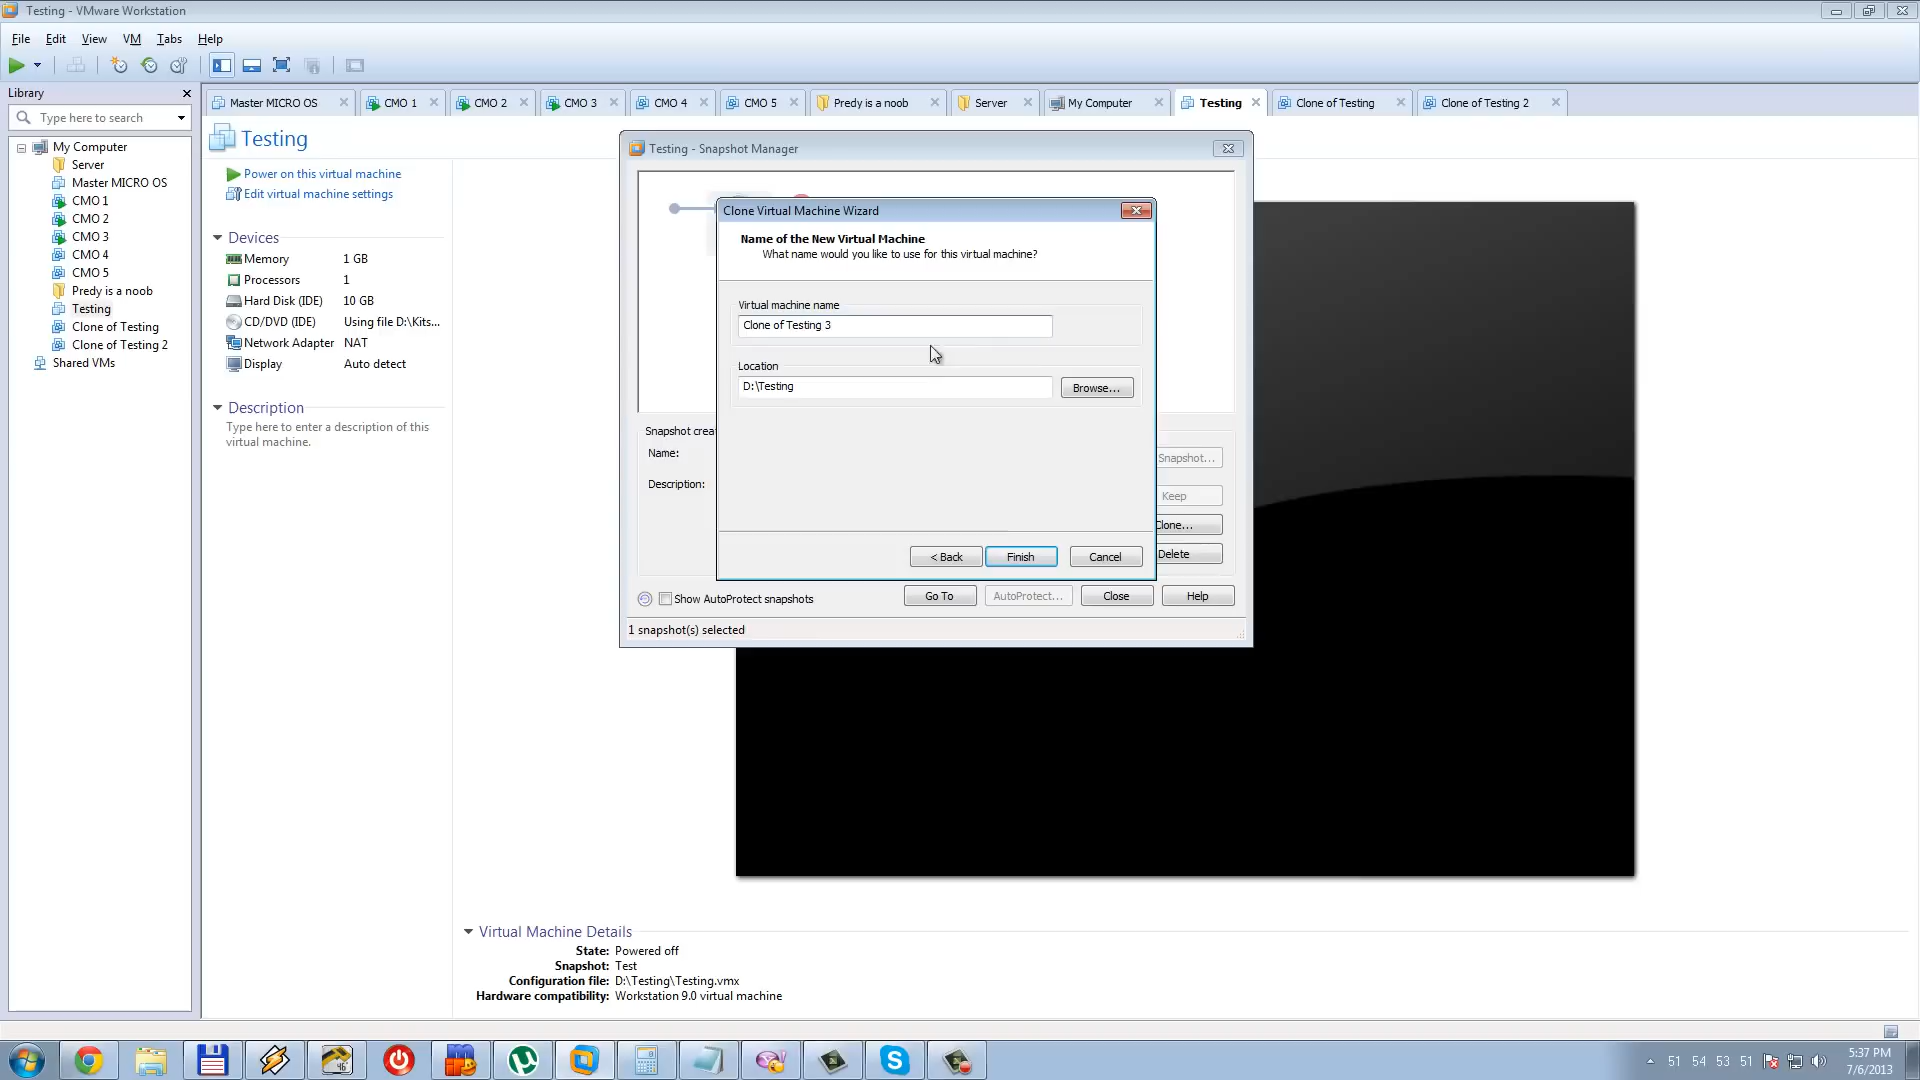 Testing - VMware Workstation
File Edit View VM Tabs Help
Library
Type here to search
My Computer
Server
Master MICRO OS
CMO 1
CMO 2
CMO 3
CMO 4
CMO 5
Predy is a noob
Testing
Clone of Testing
Clone of Testing 2
Shared VMs
Master MICRO OS CMO 1 CMO 2 CMO 3 CMO 4 CMO 5 Predy is a noob Server My Computer Testing Clone of Testing Clone of Testing 2
Testing
Power on this virtual machine
Edit virtual machine settings
Devices
Memory 1 GB
Processors 1
Hard Disk (IDE) 10 GB
CD/DVD (IDE) Using file D:\Kits...
Network Adapter NAT
Display Auto detect
Description
Type here to enter a description of this
virtual machine.
Testing - Snapshot Manager
Clone Virtual Machine Wizard
Name of the New Virtual Machine
What name would you like to use for this virtual machine?
Virtual machine name
Clone of Testing 3
Location
D:\Testing
Browse...
< Back Finish Cancel
Name:
Description:
Snapshot...
Keep
Clone...
Delete
Show AutoProtect snapshots
Go To AutoProtect... Close Help
1 snapshot(s) selected
Virtual Machine Details
State: Powered off
Snapshot: Test
Configuration file: D:\Testing\Testing.vmx
Hardware compatibility: Workstation 9.0 virtual machine
51 54 53 51
5:37 PM
7/6/2013